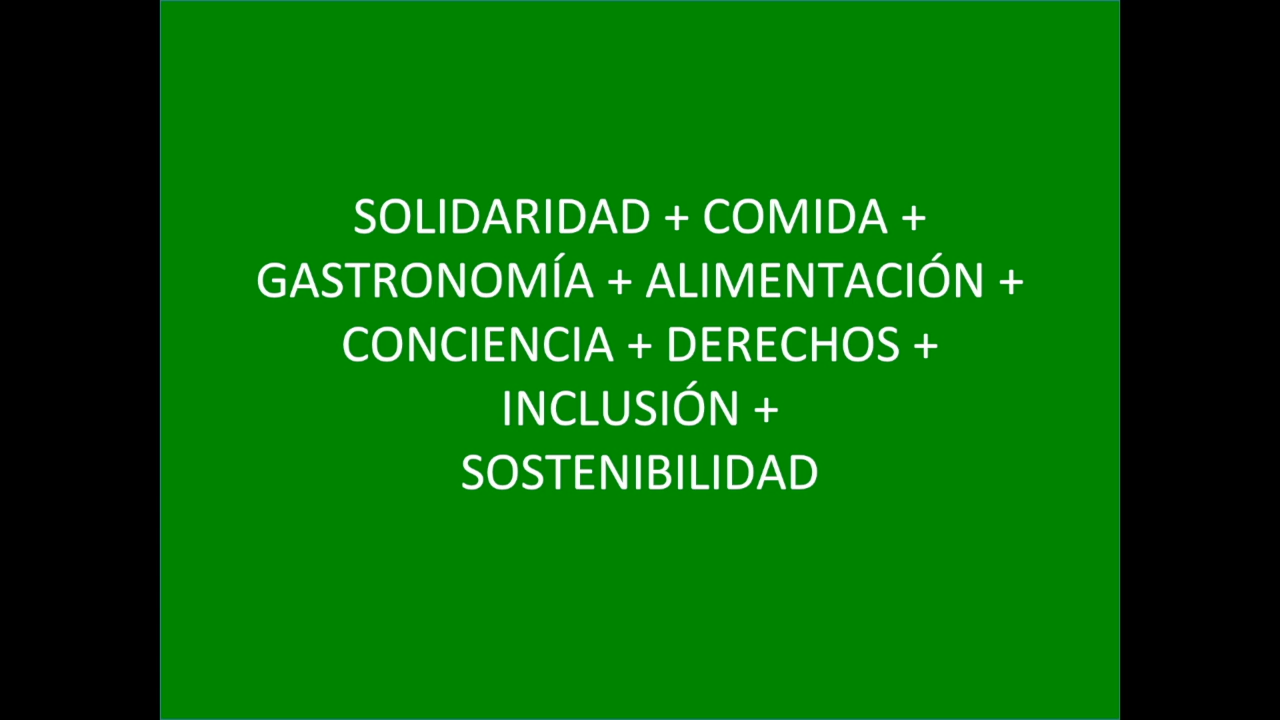 SOLIDARIDAD + COMIDA +
GASTRONOMÍA + ALIMENTACIÓN +
CONCIENCIA + DERECHOS +
INCLUSIÓN +
SOSTENIBILIDAD